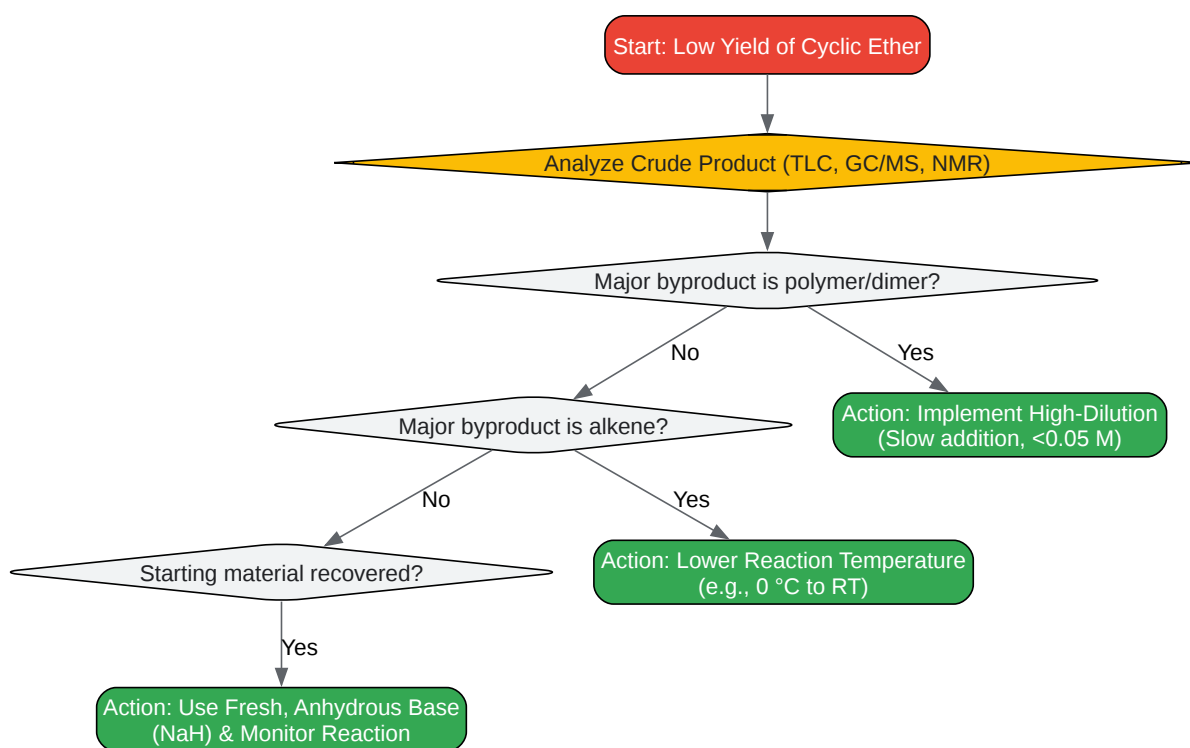 Start: Low Yield of Cyclic Ether
Analyze Crude Product (TLC, GC/MS, NMR)
Major byproduct is polymer/dimer?
No
Yes
Major byproduct is alkene?
Action: Implement High-Dilution
(Slow addition, <0.05 M)
No
Yes
Starting material recovered?
Action: Lower Reaction Temperature
(e.g., 0 °C to RT)
Yes
Action: Use Fresh, Anhydrous Base
(NaH) & Monitor Reaction